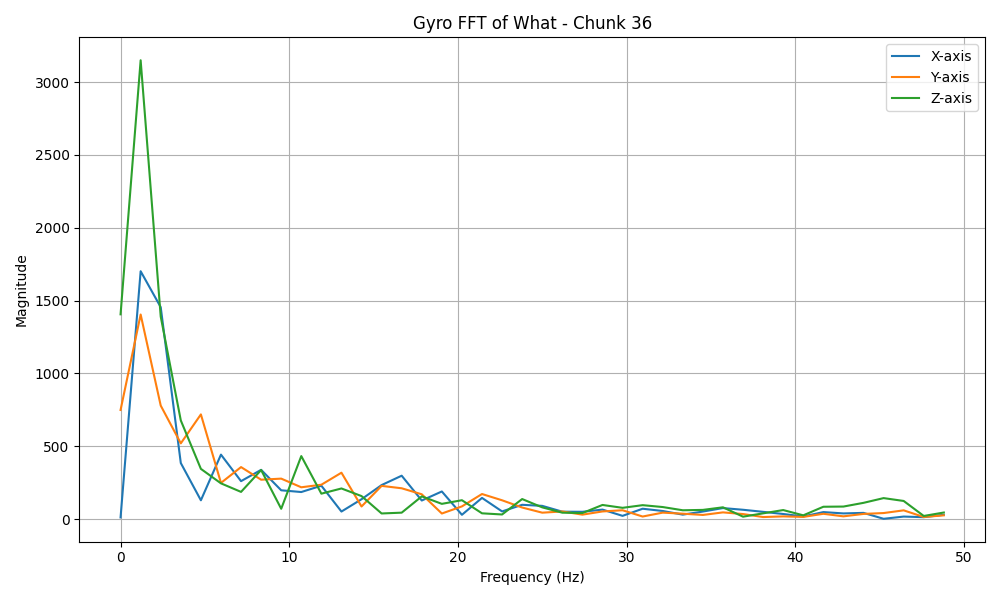 Gyro FFT of What - Chunk 36
X-axis
Y-axis
Z-axis
Magnitude
3000
2500
2000
1500
1000
500
0
0 10 20 30 40 50
Frequency (Hz)